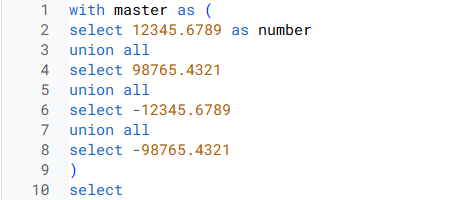 1 with master as (
2 select 12345.6789 as number
3 union all
4 select 98765.4321
5 union all
6 select -12345.6789
7 union all
8 select -98765.4321
9 )
10 select